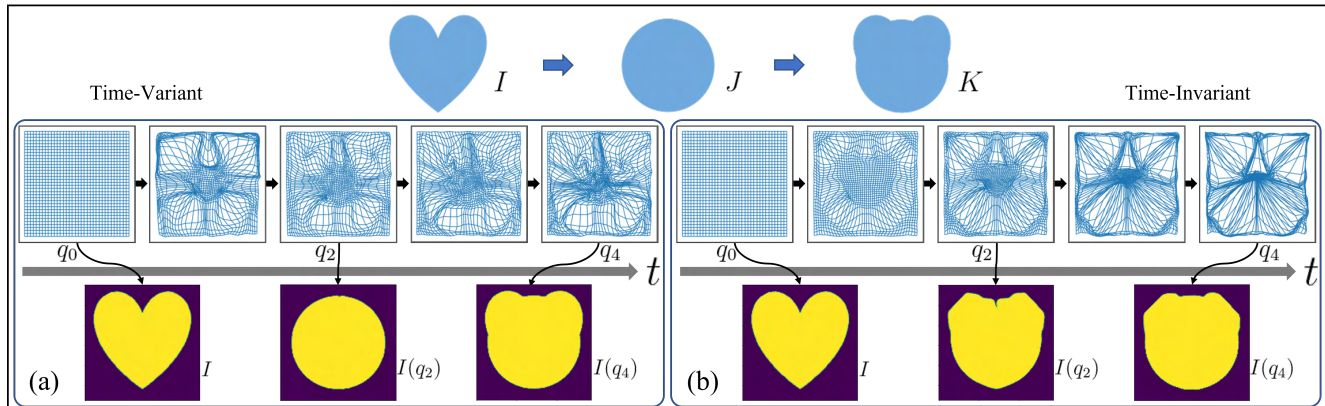 I
J
K
Time-Variant
Time-Invariant
q₀
q₂
q₄
t
q₀
q₂
q₄
t
(a)
I
I(q₂)
I(q₄)
(b)
I
I(q₂)
I(q₄)